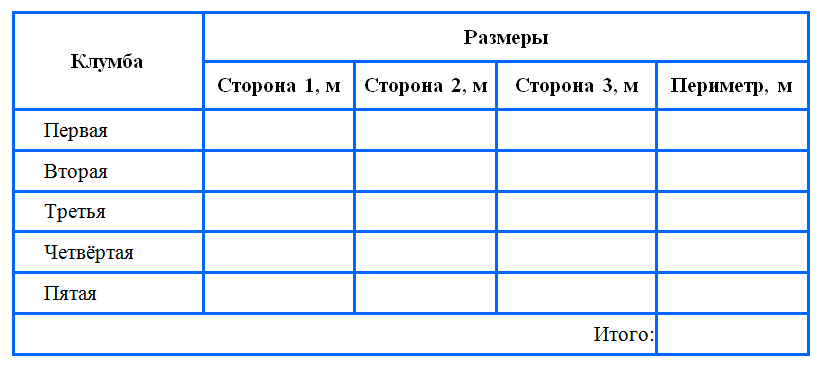 Клумба
Размеры
Сторона 1, м Сторона 2, м Сторона 3, м Периметр, м
Первая
Вторая
Третья
Четвёртая
Пятая
Итого: